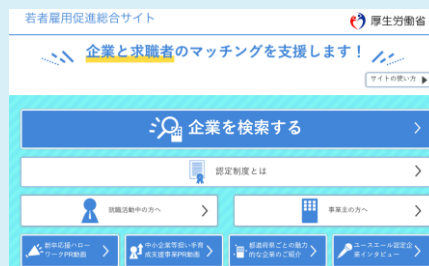 若者雇用促進総合サイト
厚生労働省
企業と求職者のマッチングを支援します！
サイトの使い方
企業を検索する
認定制度とは
就職活動中の方へ
事業主の方へ
新卒応援ハロー
ワークPR動画
中小企業等担い手育
成支援事業PR動画
都道府県ごとの魅力
的な企業のご紹介
ユースエール認定企
業インタビュー